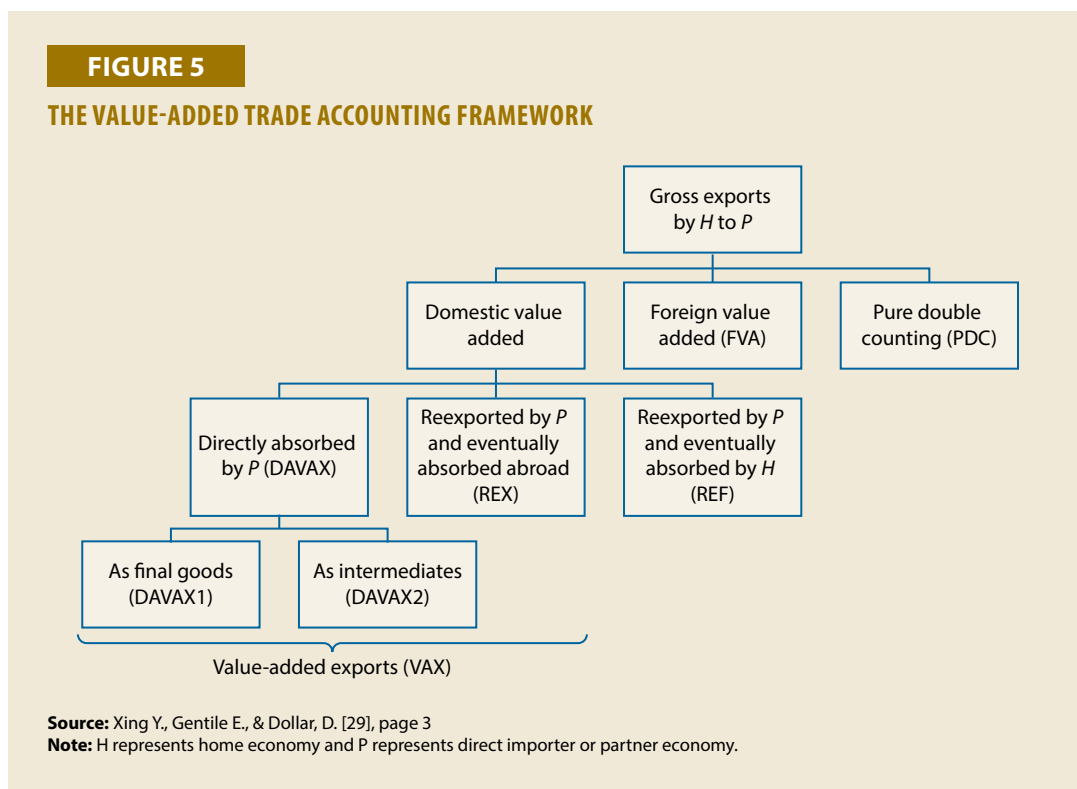 FIGURE 5
THE VALUE-ADDED TRADE ACCOUNTING FRAMEWORK
Gross exports
by H to P
Domestic value
added
Foreign value
added (FVA)
Pure double
counting (PDC)
Directly absorbed
by P (DAVAX)
Reexported by P
and eventually
absorbed abroad
(REX)
Reexported by P
and eventually
absorbed by H
(REF)
As final goods
(DAVAX1)
As intermediates
(DAVAX2)
Value-added exports (VAX)
Source: Xing Y., Gentile E., & Dollar, D. [29], page 3
Note: H represents home economy and P represents direct importer or partner economy.